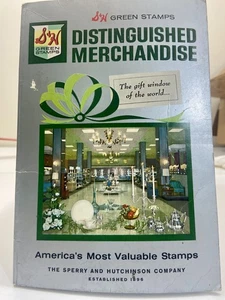 S&H GREEN STAMPS
S&H
GREEN
STAMPS
DISTINGUISHED
MERCHANDISE
The gift window
of the world...
America's Most Valuable Stamps
THE SPERRY AND HUTCHINSON COMPANY
ESTABLISHED 1896